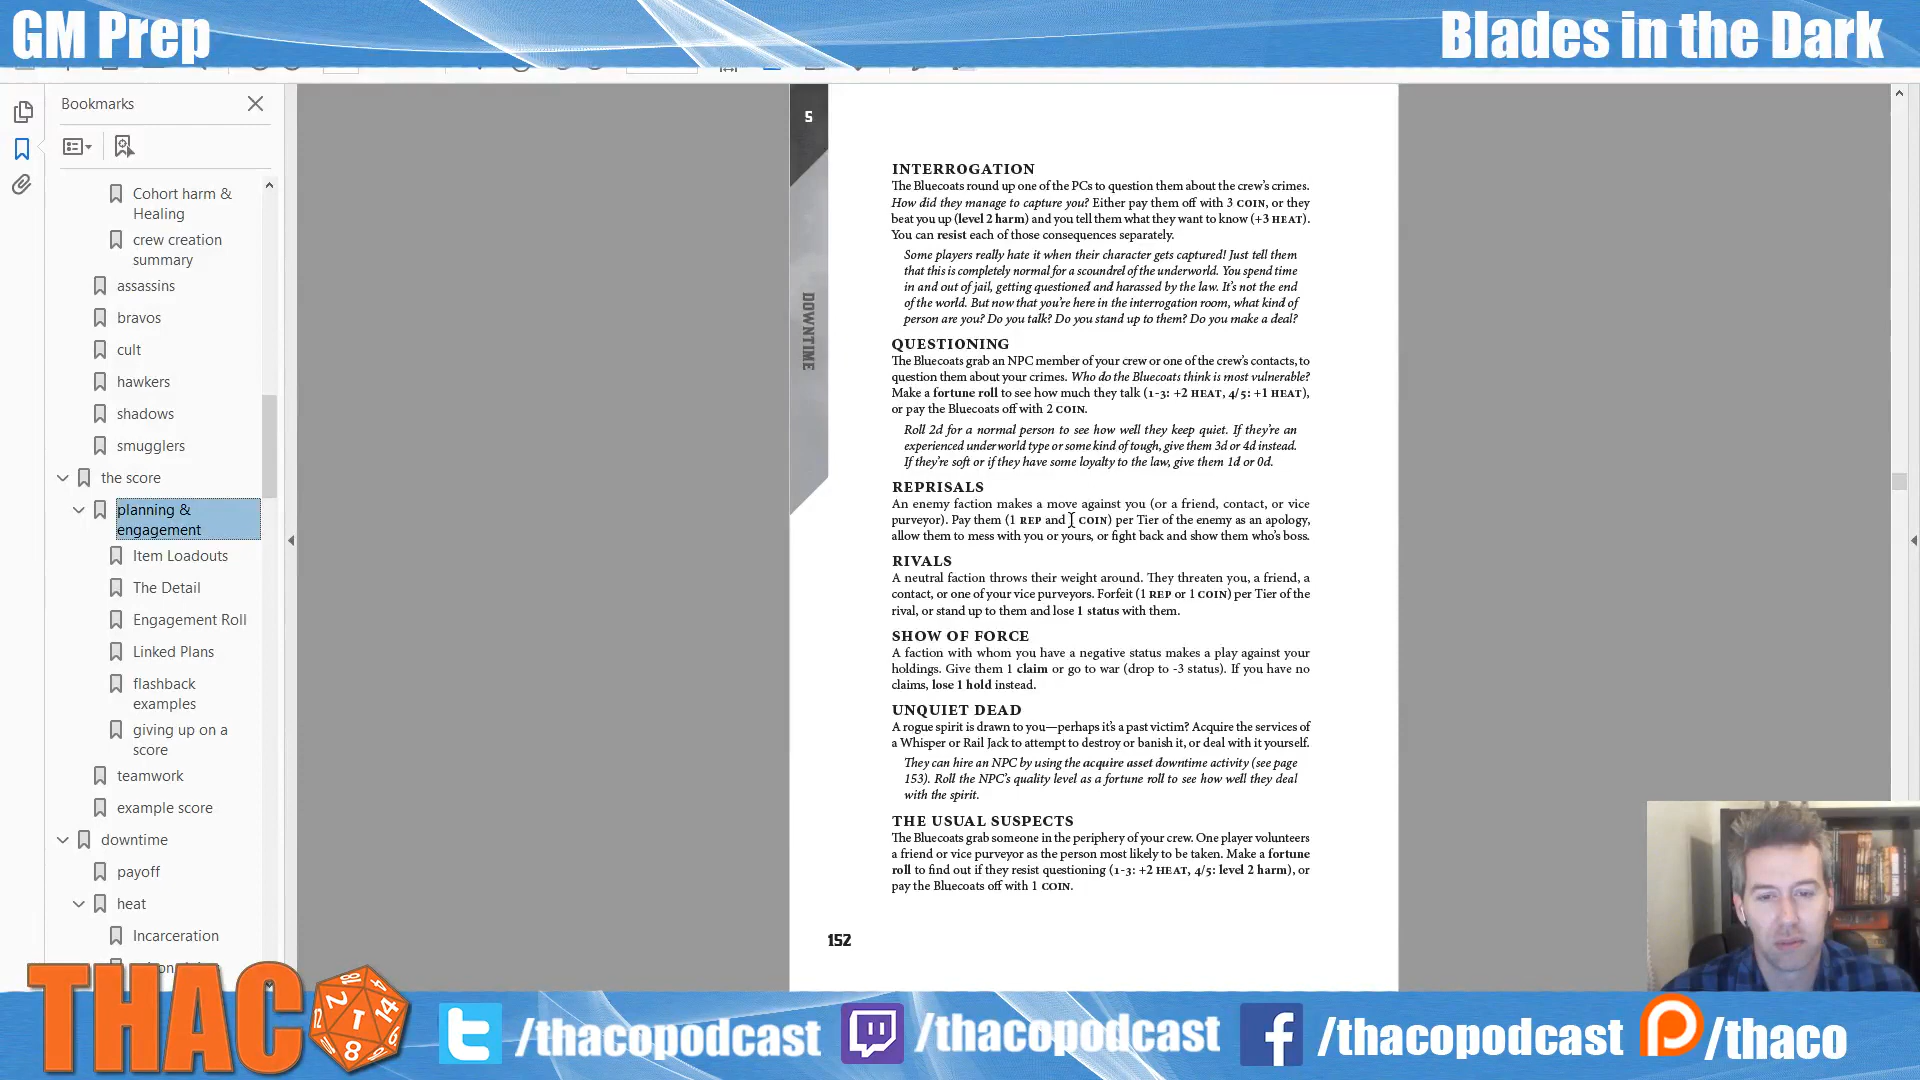 GM Prep
Blades in the Dark
Bookmarks
Cohort harm &
Healing
crew creation
summary
assassins
bravos
cult
hawkers
shadows
smugglers
the score
planning &
engagement
Item Loadouts
The Detail
Engagement Roll
Linked Plans
flashback
examples
giving up on a
score
teamwork
example score
downtime
payoff
heat
Incarceration
5
DOWNTIME
INTERROGATION
The Bluecoats round up one of the PCs to question them about the crew's crimes.
How did they manage to capture you? Either pay them off with 3 COIN, or they
beat you up (level 2 harm) and you tell them what they want to know (+3 HEAT).
You can resist each of those consequences separately.
Some players really hate it when their character gets captured! Just tell them
that this is completely normal for a scoundrel of the underworld. You spend time
in and out of jail, getting questioned and harassed by the law. It's not the end
of the world. But now that you're here in the interrogation room, what kind of
person are you? Do you talk? Do you stand up to them? Do you make a deal?
QUESTIONING
The Bluecoats grab an NPC member of your crew or one of the crew's contacts, to
question them about your crimes. Who do the Bluecoats think is most vulnerable?
Make a fortune roll to see how much they talk (1-3: +2 HEAT, 4/5: +1 HEAT),
or pay the Bluecoats off with 2 COIN.
Roll 2d for a normal person to see how well they keep quiet. If they're an
experienced underworld type or some kind of tough, give them 3d or 4d instead.
If they're soft or if they have some loyalty to the law, give them 1d or 0d.
REPRISALS
An enemy faction makes a move against you (or a friend, contact, or vice
purveyor). Pay them (1 REP and COIN) per Tier of the enemy as an apology,
allow them to mess with you or yours, or fight back and show them who's boss.
RIVALS
A neutral faction throws their weight around. They threaten you, a friend, a
contact, or one of your vice purveyors. Forfeit (1 REP or 1 COIN) per Tier of the
rival, or stand up to them and lose 1 status with them.
SHOW OF FORCE
A faction with whom you have a negative status makes a play against your
holdings. Give them 1 claim or go to war (drop to -3 status). If you have no
claims, lose 1 hold instead.
UNQUIET DEAD
A rogue spirit is drawn to you—perhaps it's a past victim? Acquire the services of
a Whisper or Rail Jack to attempt to destroy or banish it, or deal with it yourself.
They can hire an NPC by using the acquire asset downtime activity (see page
153). Roll the NPC's quality level as a fortune roll to see how well they deal
with the spirit.
THE USUAL SUSPECTS
The Bluecoats grab someone in the periphery of your crew. One player volunteers
a friend or vice purveyor as the person most likely to be taken. Make a fortune
roll to find out if they resist questioning (1-3: +2 HEAT, 4/5: level 2 harm), or
pay the Bluecoats off with 1 COIN.
152
THAC
/thacopodcast
/thacopodcast
/thacopodcast
/thaco